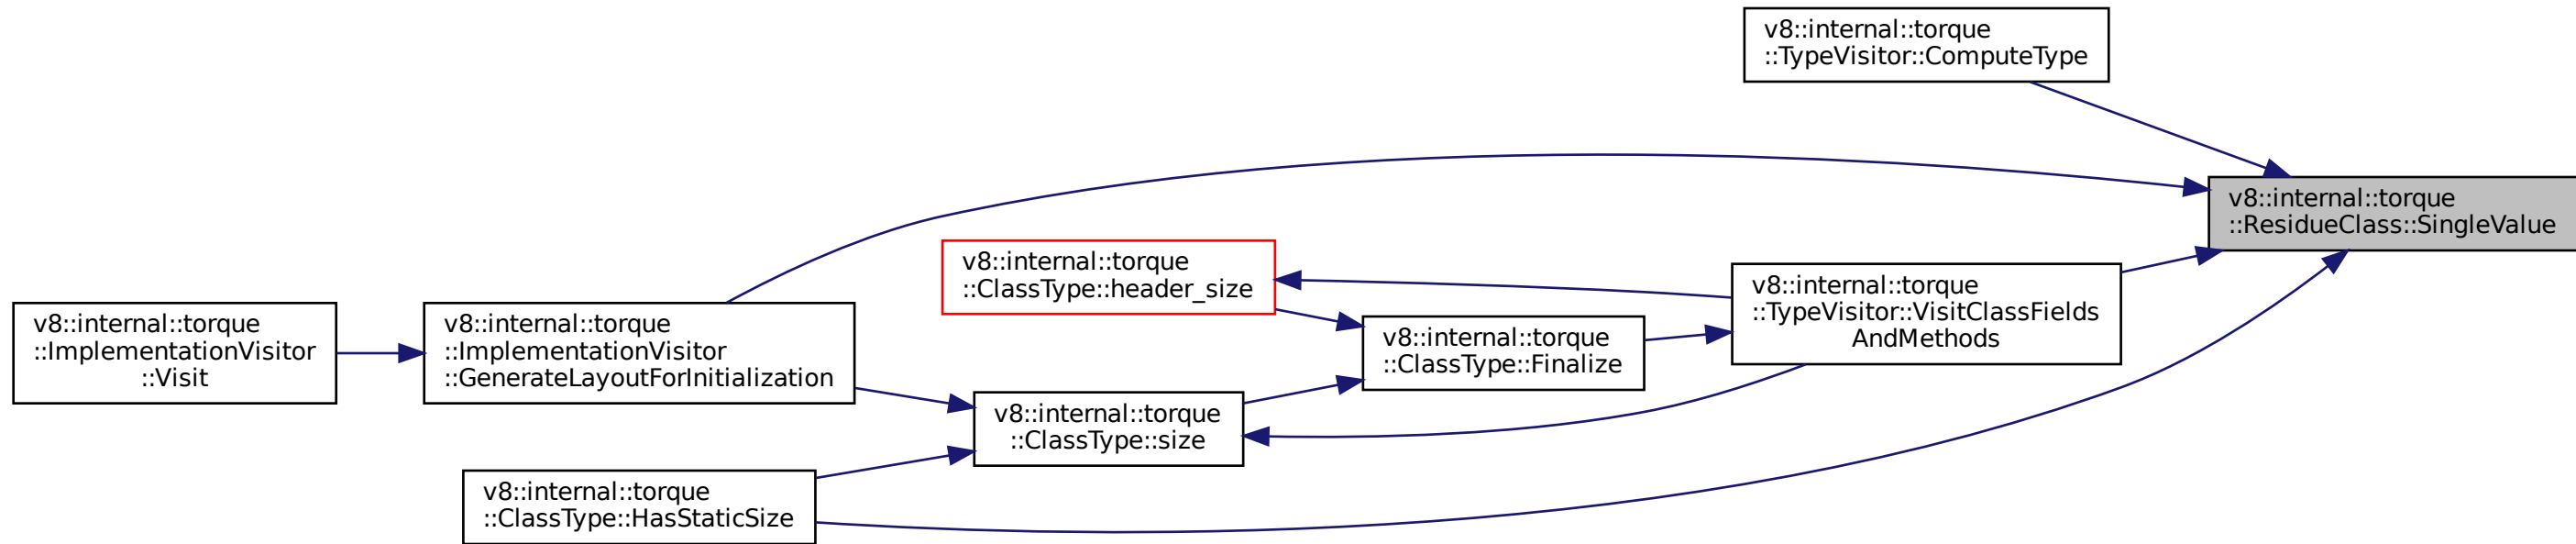 v8::internal::torque
::TypeVisitor::ComputeType
v8::internal::torque
::ResidueClass::SingleValue
v8::internal::torque
::ClassType::header_size
v8::internal::torque
::TypeVisitor::VisitClassFields
AndMethods
v8::internal::torque
::ImplementationVisitor
::Visit
v8::internal::torque
::ImplementationVisitor
::GenerateLayoutForInitialization
v8::internal::torque
::ClassType::Finalize
v8::internal::torque
::ClassType::size
v8::internal::torque
::ClassType::HasStaticSize